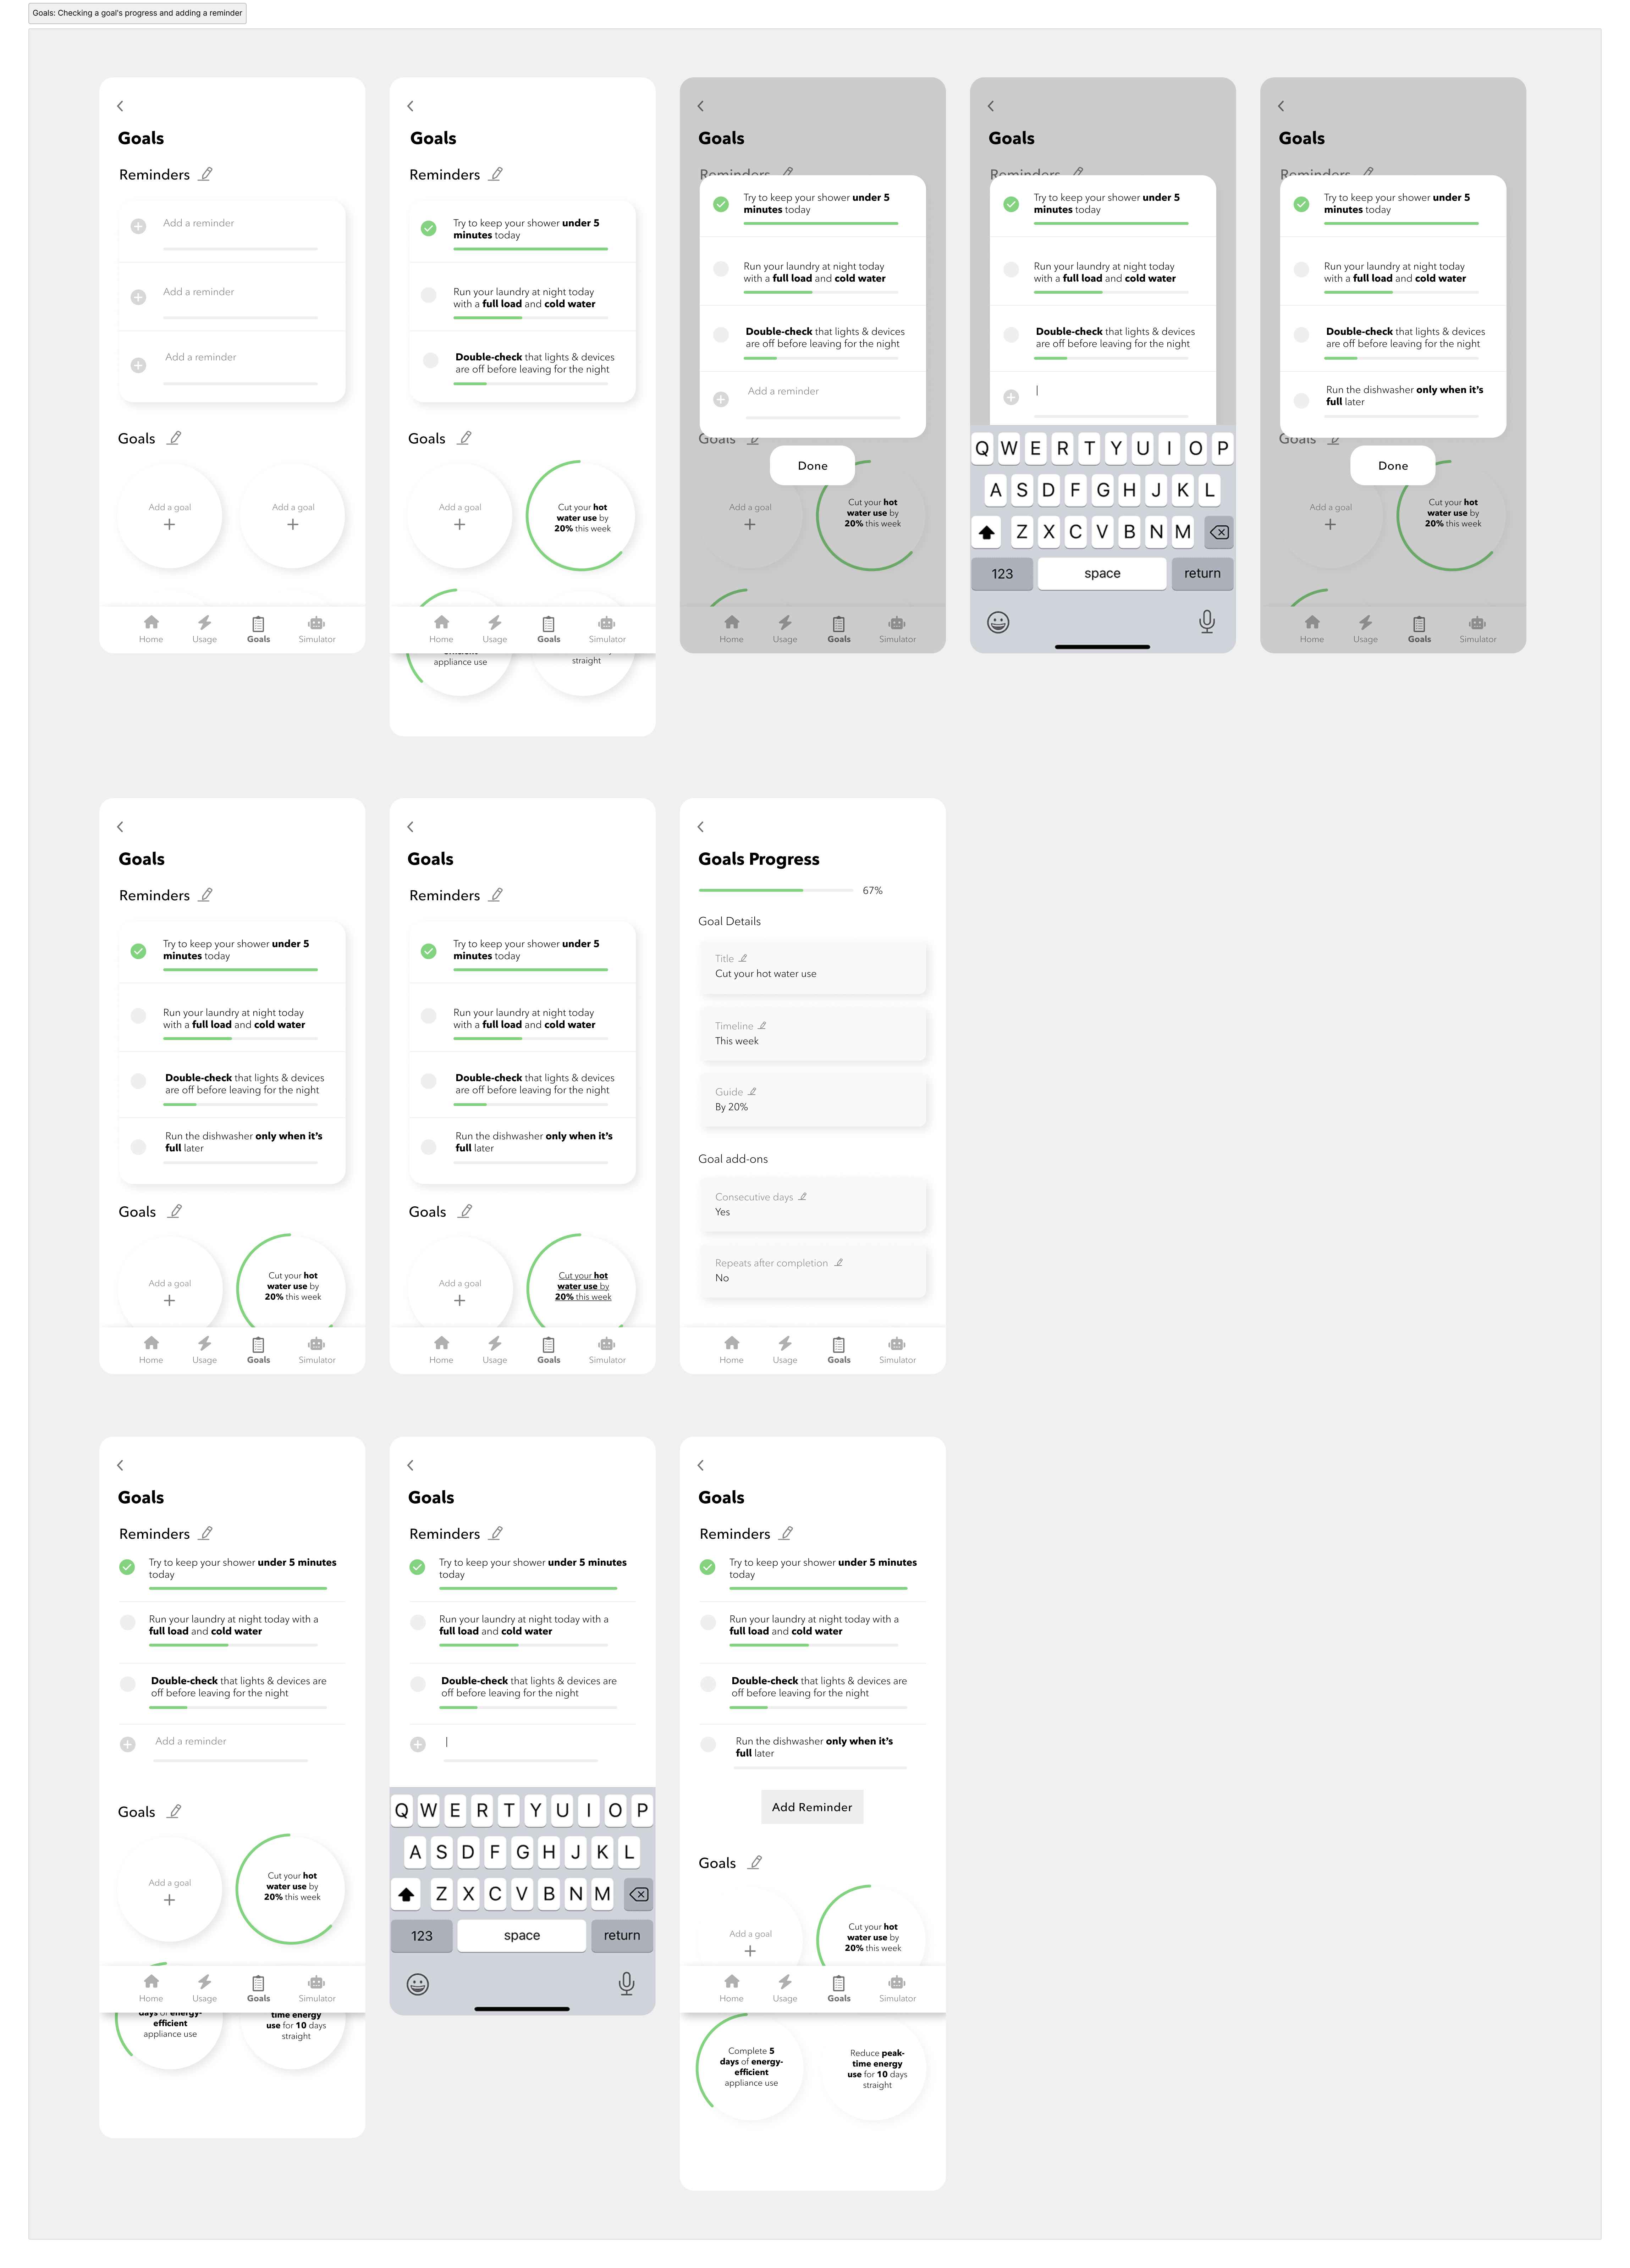 Goals: Checking a goal's progress and adding a reminder
Goals
Reminders
Add a reminder
Add a reminder
Add a reminder
Goals
Add a goal
Add a goal
Home Usage Goals Simulator
Goals
Reminders
Try to keep your shower under 5
minutes today
Run your laundry at night today
with a full load and cold water
Double-check that lights & devices
are off before leaving for the night
Goals
Add a goal
Cut your hot
water use by
20% this week
Home Usage Goals Simulator
efficient
appliance use
straight
Goals
Reminders
Try to keep your shower under 5
minutes today
Run your laundry at night today
with a full load and cold water
Double-check that lights & devices
are off before leaving for the night
Add a reminder
Goals
Done
Add a goal
Cut your hot
water use by
20% this week
Home Usage Goals Simulator
Goals
Reminders
Try to keep your shower under 5
minutes today
Run your laundry at night today
with a full load and cold water
Double-check that lights & devices
are off before leaving for the night
Q W E R T Y U I O P
A S D F G H J K L
Z X C V B N M
123 space return
Goals
Reminders
Try to keep your shower under 5
minutes today
Run your laundry at night today
with a full load and cold water
Double-check that lights & devices
are off before leaving for the night
Run the dishwasher only when it's
full later
Goals
Done
Add a goal
Cut your hot
water use by
20% this week
Home Usage Goals Simulator
Goals
Reminders
Try to keep your shower under 5
minutes today
Run your laundry at night today
with a full load and cold water
Double-check that lights & devices
are off before leaving for the night
Run the dishwasher only when it's
full later
Goals
Add a goal
Cut your hot
water use by
20% this week
Home Usage Goals Simulator
Goals
Reminders
Try to keep your shower under 5
minutes today
Run your laundry at night today
with a full load and cold water
Double-check that lights & devices
are off before leaving for the night
Run the dishwasher only when it's
full later
Goals
Add a goal
Cut your hot
water use by
20% this week
Home Usage Goals Simulator
Goals Progress
67%
Goal Details
Title
Cut your hot water use
Timeline
This week
Guide
By 20%
Goal add-ons
Consecutive days
Yes
Repeats after completion
No
Home Usage Goals Simulator
Goals
Reminders
Try to keep your shower under 5 minutes
today
Run your laundry at night today with a
full load and cold water
Double-check that lights & devices are
off before leaving for the night
Add a reminder
Goals
Add a goal
Cut your hot
water use by
20% this week
Home Usage Goals Simulator
days of energy-
efficient
appliance use
time energy
use for 10 days
straight
Goals
Reminders
Try to keep your shower under 5 minutes
today
Run your laundry at night today with a
full load and cold water
Double-check that lights & devices are
off before leaving for the night
Q W E R T Y U I O P
A S D F G H J K L
Z X C V B N M
123 space return
Goals
Reminders
Try to keep your shower under 5 minutes
today
Run your laundry at night today with a
full load and cold water
Double-check that lights & devices are
off before leaving for the night
Run the dishwasher only when it's
full later
Add Reminder
Goals
Add a goal
Cut your hot
water use by
20% this week
Home Usage Goals Simulator
Complete 5
days of energy-
efficient
appliance use
Reduce peak-
time energy
use for 10 days
straight